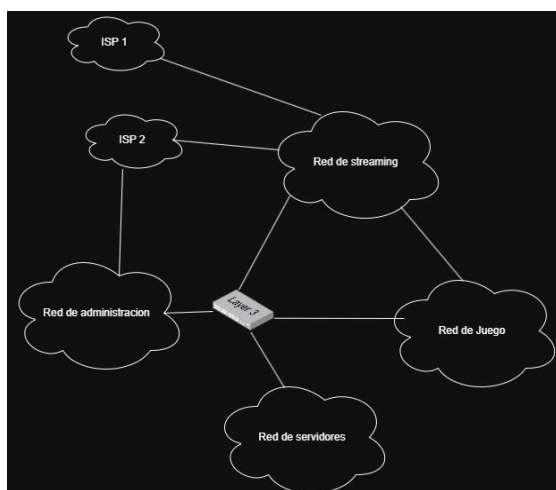 ISP 1
ISP 2
Red de streaming
Red de administracion
Layer 3
Red de Juego
Red de servidores